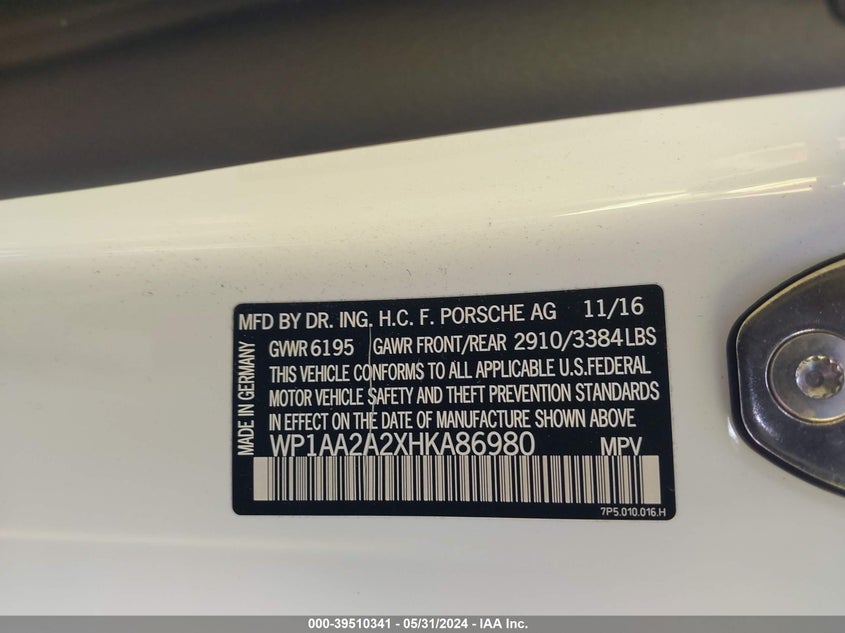 MFD BY DR. ING. H.C. F. PORSCHE AG 11/16
GVWR 6195 GAWR FRONT/REAR 2910/3384 LBS
THIS VEHICLE CONFORMS TO ALL APPLICABLE U.S. FEDERAL
MOTOR VEHICLE SAFETY AND THEFT PREVENTION STANDARDS
IN EFFECT ON THE DATE OF MANUFACTURE SHOWN ABOVE
WP1AA2A2XHKA86980 MPV
MADE IN GERMANY
7P5.010.016.H
000-39510341 - 05/31/2024 - IAA Inc.